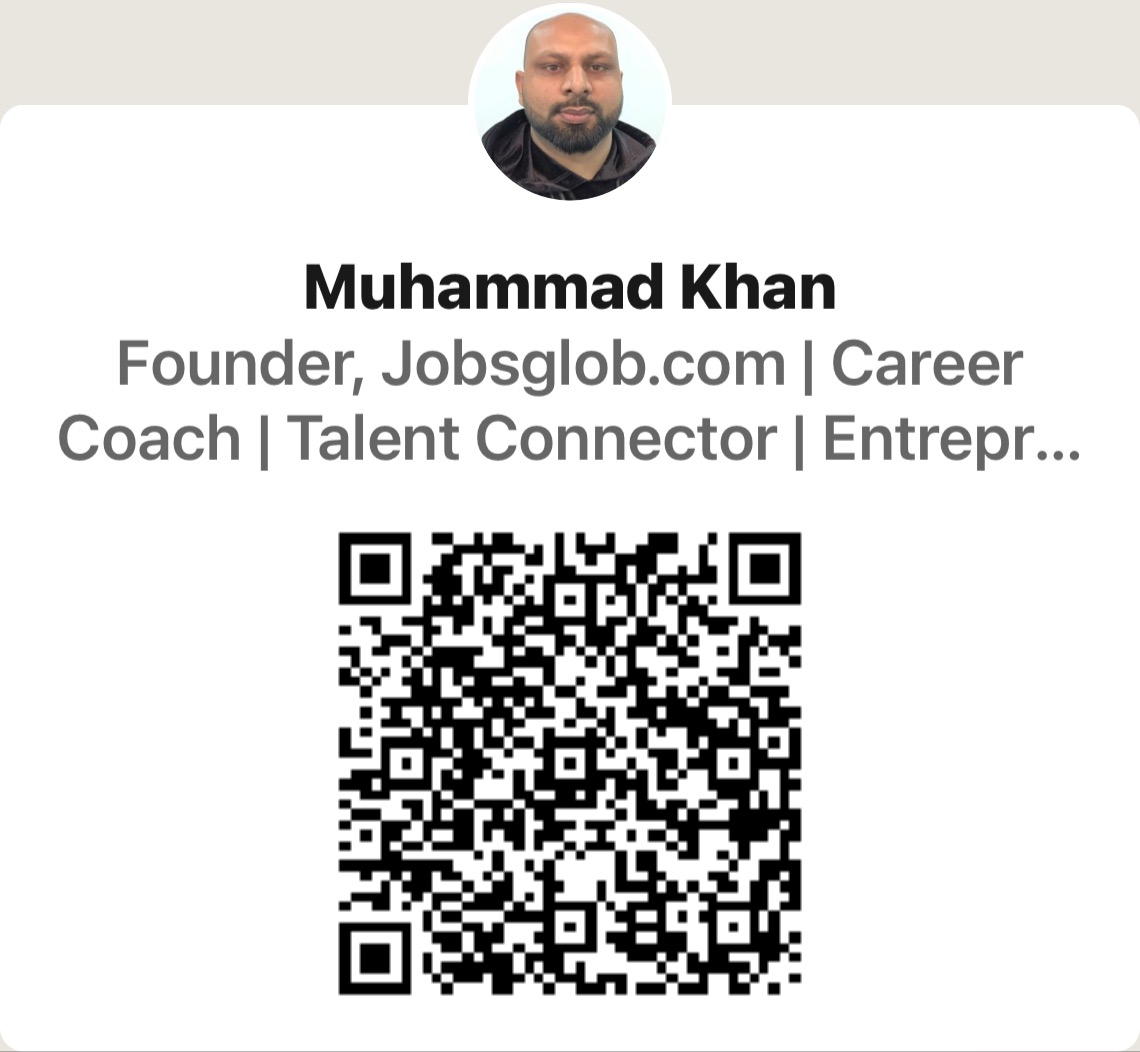 Muhammad Khan
Founder, Jobsglob.com | Career
Coach | Talent Connector | Entrepr...